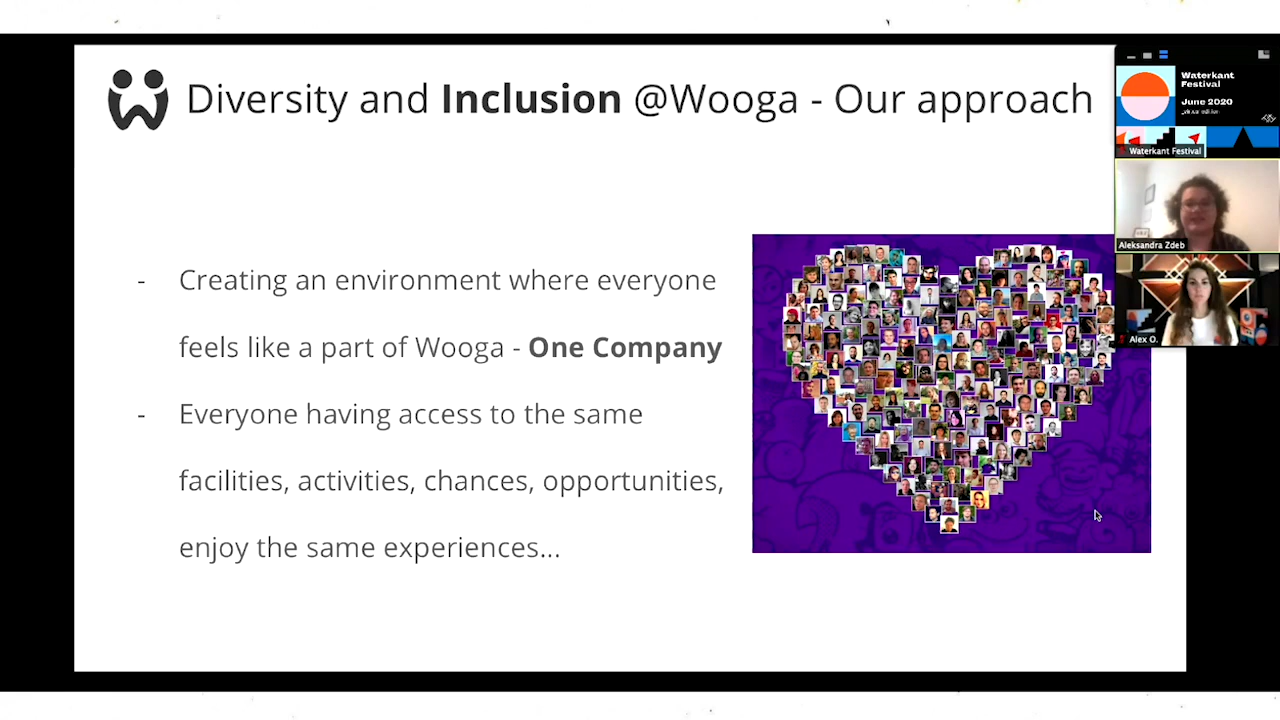 Diversity and Inclusion @Wooga - Our approach
- Creating an environment where everyone
feels like a part of Wooga - One Company
- Everyone having access to the same
facilities, activities, chances, opportunities,
enjoy the same experiences...
Waterkant
Festival
June 2020
Waterkant Festival
Aleksandra Zdeb
Alex O.